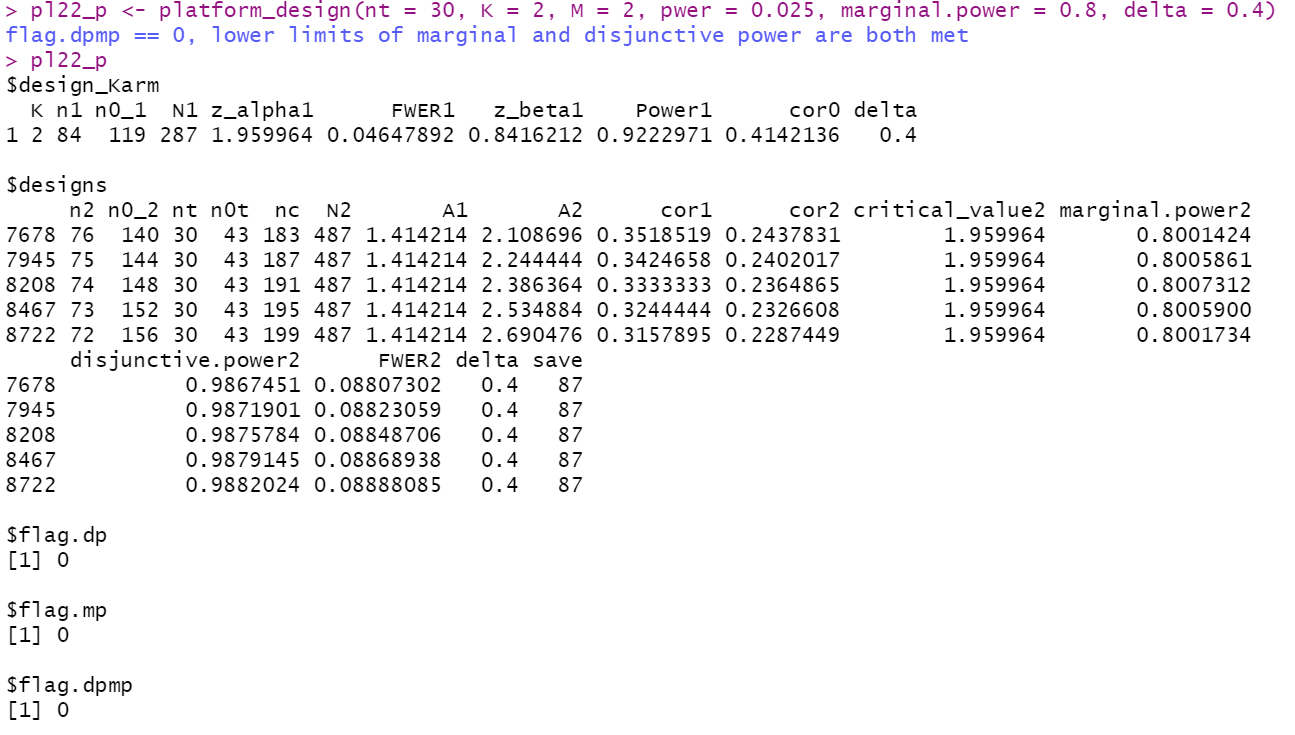 > pl22_p <- platform_design(nt = 30, K = 2, M = 2, pwer = 0.025, marginal.power = 0.8, delta = 0.4)
flag.dpmp == 0, lower limits of marginal and disjunctive power are both met
> pl22_p
$design_Karm
  K n1 n0_1  N1 z_alpha1      FWER1   z_beta1    Power1      cor0 delta
1 2 84  119 287 1.959964 0.04647892 0.8416212 0.9222971 0.4142136   0.4
$designs
     n2 n0_2 nt n0t  nc  N2       A1       A2      cor1      cor2 critical_value2 marginal.power2
7678 76  140 30  43 183 487 1.414214 2.108696 0.3518519 0.2437831        1.959964       0.8001424
7945 75  144 30  43 187 487 1.414214 2.244444 0.3424658 0.2402017        1.959964       0.8005861
8208 74  148 30  43 191 487 1.414214 2.386364 0.3333333 0.2364865        1.959964       0.8007312
8467 73  152 30  43 195 487 1.414214 2.534884 0.3244444 0.2326608        1.959964       0.8005900
8722 72  156 30  43 199 487 1.414214 2.690476 0.3157895 0.2287449        1.959964       0.8001734
     disjunctive.power2      FWER2 delta save
7678          0.9867451 0.08807302   0.4   87
7945          0.9871901 0.08823059   0.4   87
8208          0.9875784 0.08848706   0.4   87
8467          0.9879145 0.08868938   0.4   87
8722          0.9882024 0.08888085   0.4   87
$flag.dp
[1] 0
$flag.mp
[1] 0
$flag.dpmp
[1] 0